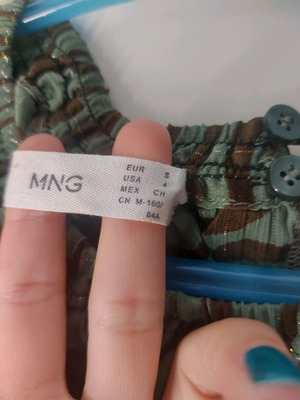 MNG
EUR S
USA 4
MEX CH
CN M-160/
84A